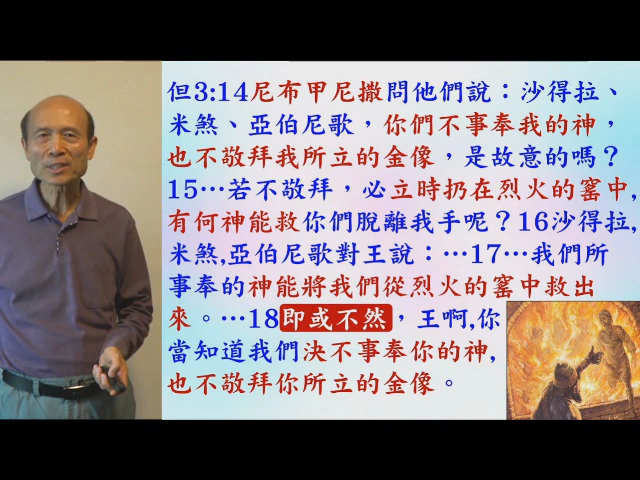 但3:14尼布甲尼撒問他們說：沙得拉、
米煞、亞伯尼歌，你們不事奉我的神，
也不敬拜我所立的金像，是故意的嗎？
15…若不敬拜，必立時扔在烈火的窰中,
有何神能救你們脫離我手呢？16沙得拉,
米煞,亞伯尼歌對王說：…17…我們所
事奉的神能將我們從烈火的窰中救出
來。…18即或不然，王啊,你
當知道我們決不事奉你的神,
也不敬拜你所立的金像。